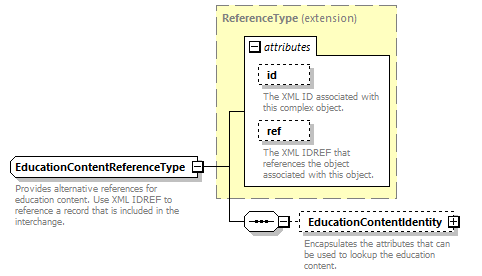 ReferenceType (extension)
attributes
id
The XML ID associated with
this complex object.
ref
The XML IDREF that
references the object
associated with this object.
EducationContentReferenceType
Provides alternative references for
education content. Use XML IDREF to
reference a record that is included in the
interchange.
EducationContentIdentity
Encapsulates the attributes that can
be used to lookup the education
content.